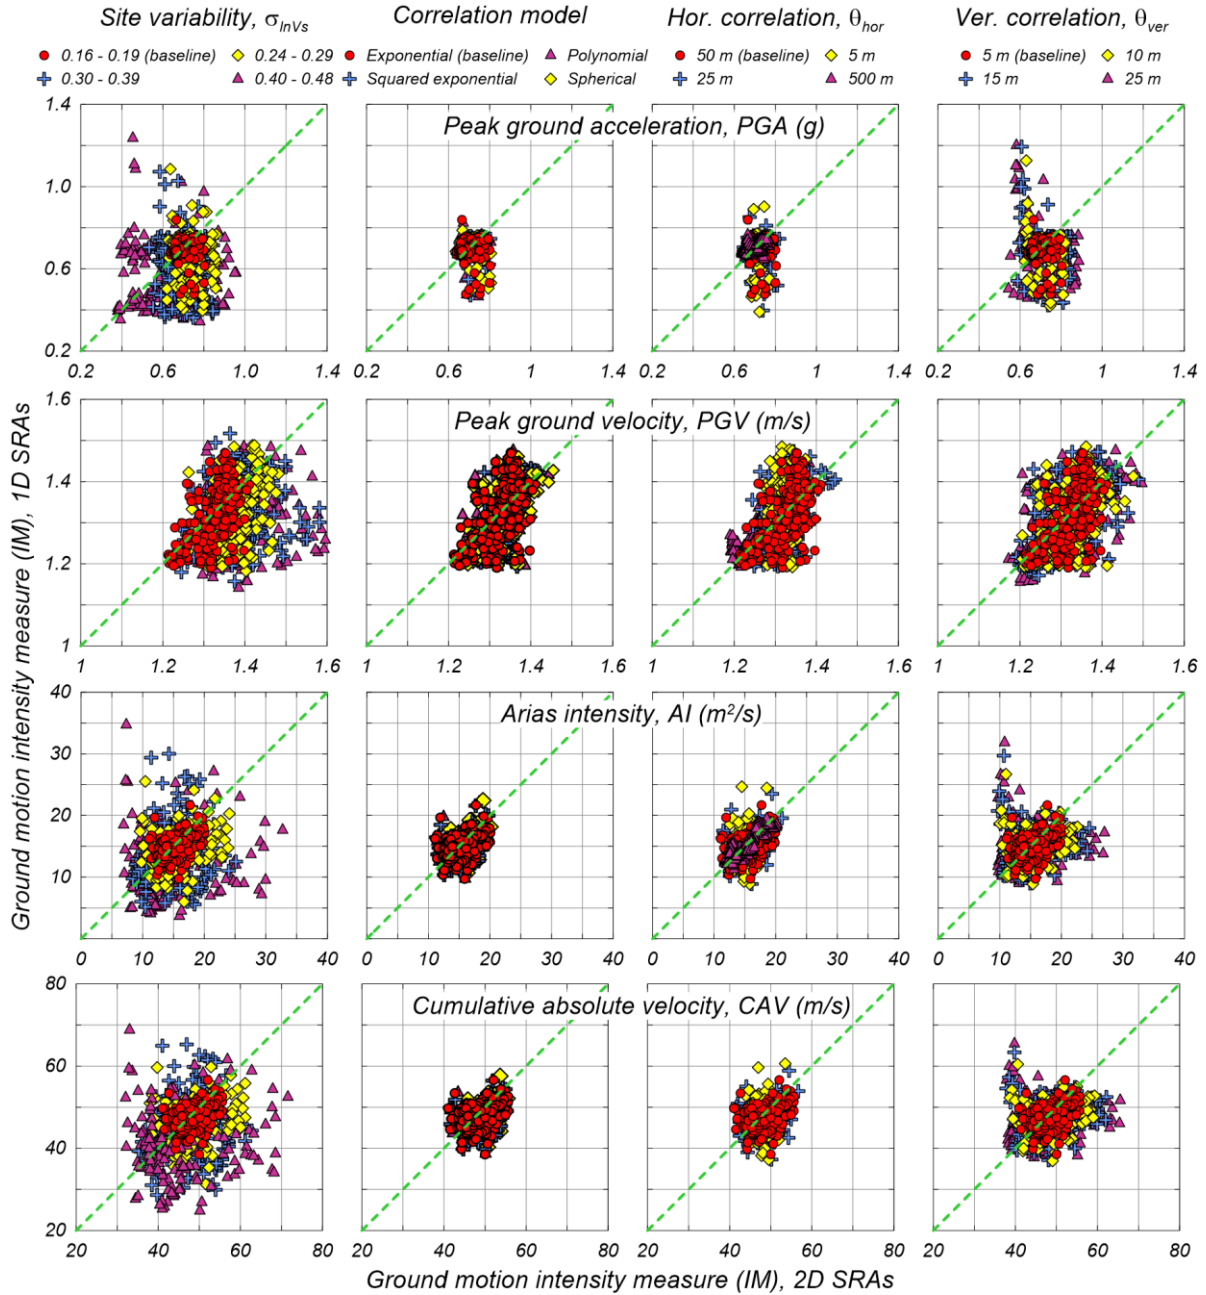 Site variability, σlnVs
Correlation model
Hor. correlation, θhor
Ver. correlation, θver
0.16 - 0.19 (baseline) 0.24 - 0.29
0.30 - 0.39 0.40 - 0.48
Exponential (baseline) Polynomial
Squared exponential Spherical
50 m (baseline) 5 m
25 m 500 m
5 m (baseline) 10 m
15 m 25 m
Ground motion intensity measure (IM), 1D SRAs
Peak ground acceleration, PGA (g)
1.4
1.0
0.6
0.2
0.2 0.6 1.0 1.4
0.2 0.6 1 1.4
0.2 0.6 1 1.4
0.2 0.6 1 1.4
Peak ground velocity, PGV (m/s)
1.6
1.4
1.2
1
1 1.2 1.4 1.6
1 1.2 1.4 1.6
1 1.2 1.4 1.6
1 1.2 1.4 1.6
Arias intensity, AI (m²/s)
40
30
20
10
0 10 20 30 40
0 10 20 30 40
0 10 20 30 40
0 10 20 30 40
Cumulative absolute velocity, CAV (m/s)
80
60
40
20
20 40 60 80
20 40 60 80
20 40 60 80
20 40 60 80
Ground motion intensity measure (IM), 2D SRAs